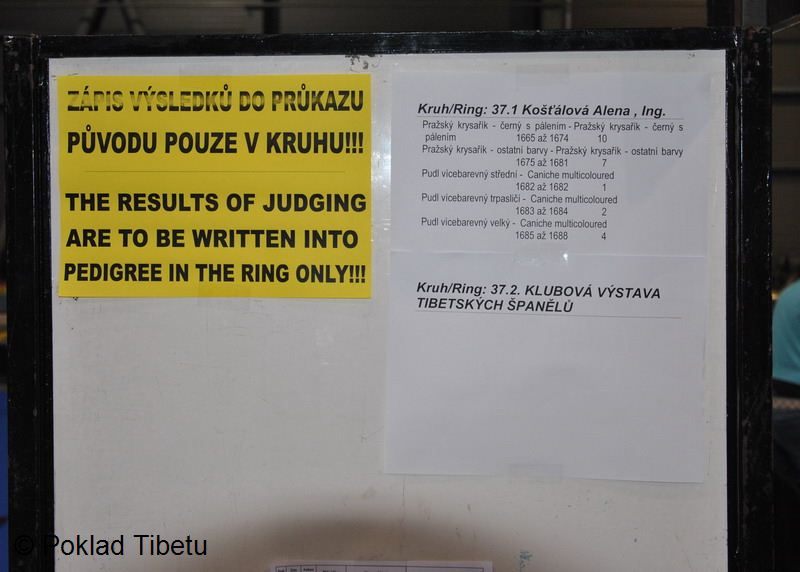 ZÁPIS VÝSLEDKŮ DO PRŮKAZU
PŮVODU POUZE V KRUHU!!!
THE RESULTS OF JUDGING
ARE TO BE WRITTEN INTO
PEDIGREE IN THE RING ONLY!!!
Kruh/Ring: 37.1 Košťálová Alena , Ing.
Pražský krysařík - černý s pálením - Pražský krysařík - černý s
pálením 1665 až 1674 10
Pražský krysařík - ostatní barvy - Pražský krysařík - ostatní barvy
1675 až 1681 7
Pudl vícebarevný střední - Caniche multicoloured
1682 až 1682 1
Pudl vícebarevný trpasličí - Caniche multicoloured
1683 až 1684 2
Pudl vícebarevný velký - Caniche multicoloured
1685 až 1688 4
Kruh/Ring: 37.2. KLUBOVÁ VÝSTAVA
TIBETSKÝCH ŠPANĚLŮ
© Poklad Tibetu